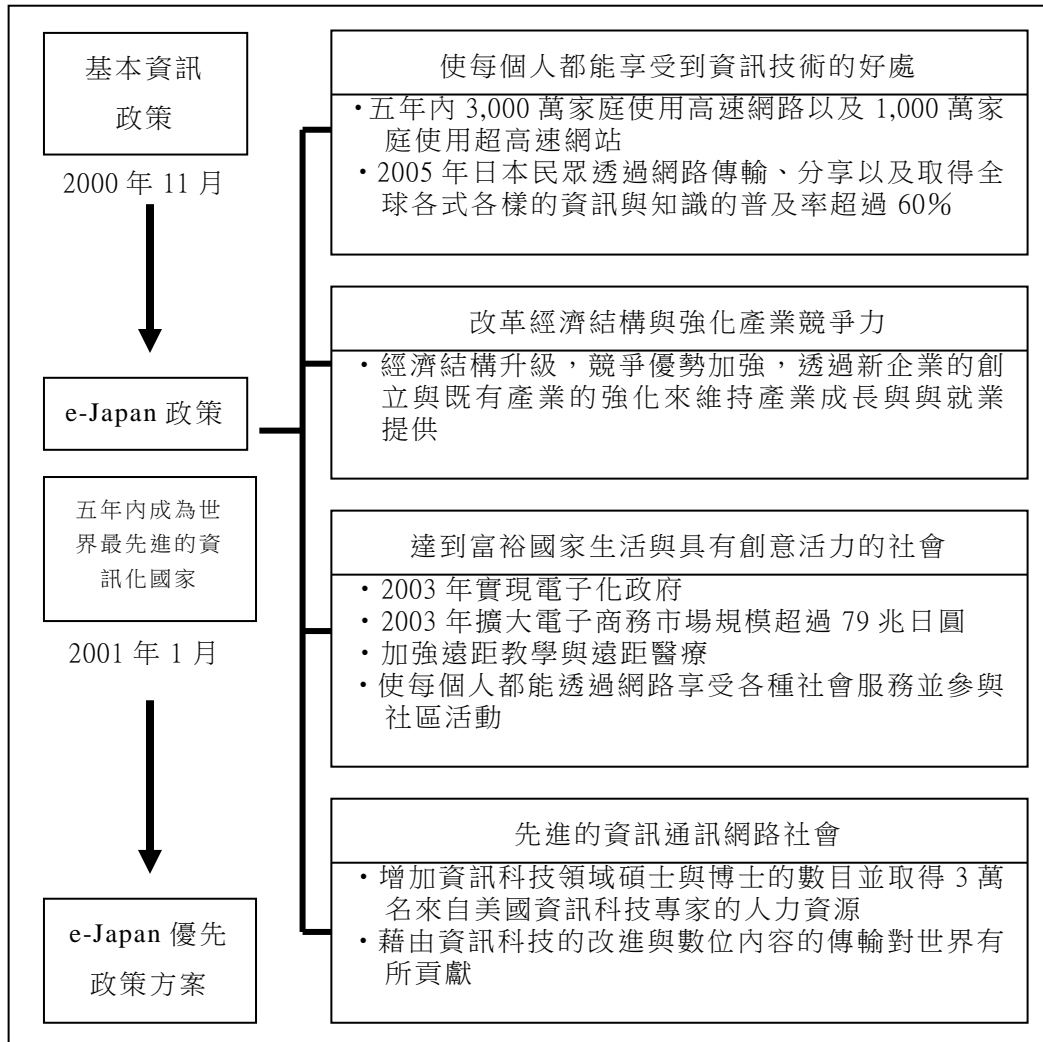 基本資訊
政策
2000 年 11 月
e-Japan 政策
五年內成為世
界最先進的資
訊化國家
2001 年 1 月
e-Japan 優先
政策方案
使每個人都能享受到資訊技術的好處
・五年內 3,000 萬家庭使用高速網路以及 1,000 萬家
庭使用超高速網站
・2005 年日本民眾透過網路傳輸、分享以及取得全
球各式各樣的資訊與知識的普及率超過 60%
改革經濟結構與強化產業競爭力
・經濟結構升級，競爭優勢加強，透過新企業的創
立與既有產業的強化來維持產業成長與與就業
提供
達到富裕國家生活與具有創意活力的社會
・2003 年實現電子化政府
・2003 年擴大電子商務市場規模超過 79 兆日圓
・加強遠距教學與遠距醫療
・使每個人都能透過網路享受各種社會服務並參與
社區活動
先進的資訊通訊網路社會
・增加資訊科技領域碩士與博士的數目並取得 3 萬
名來自美國資訊科技專家的人力資源
・藉由資訊科技的改進與數位內容的傳輸對世界有
所貢獻